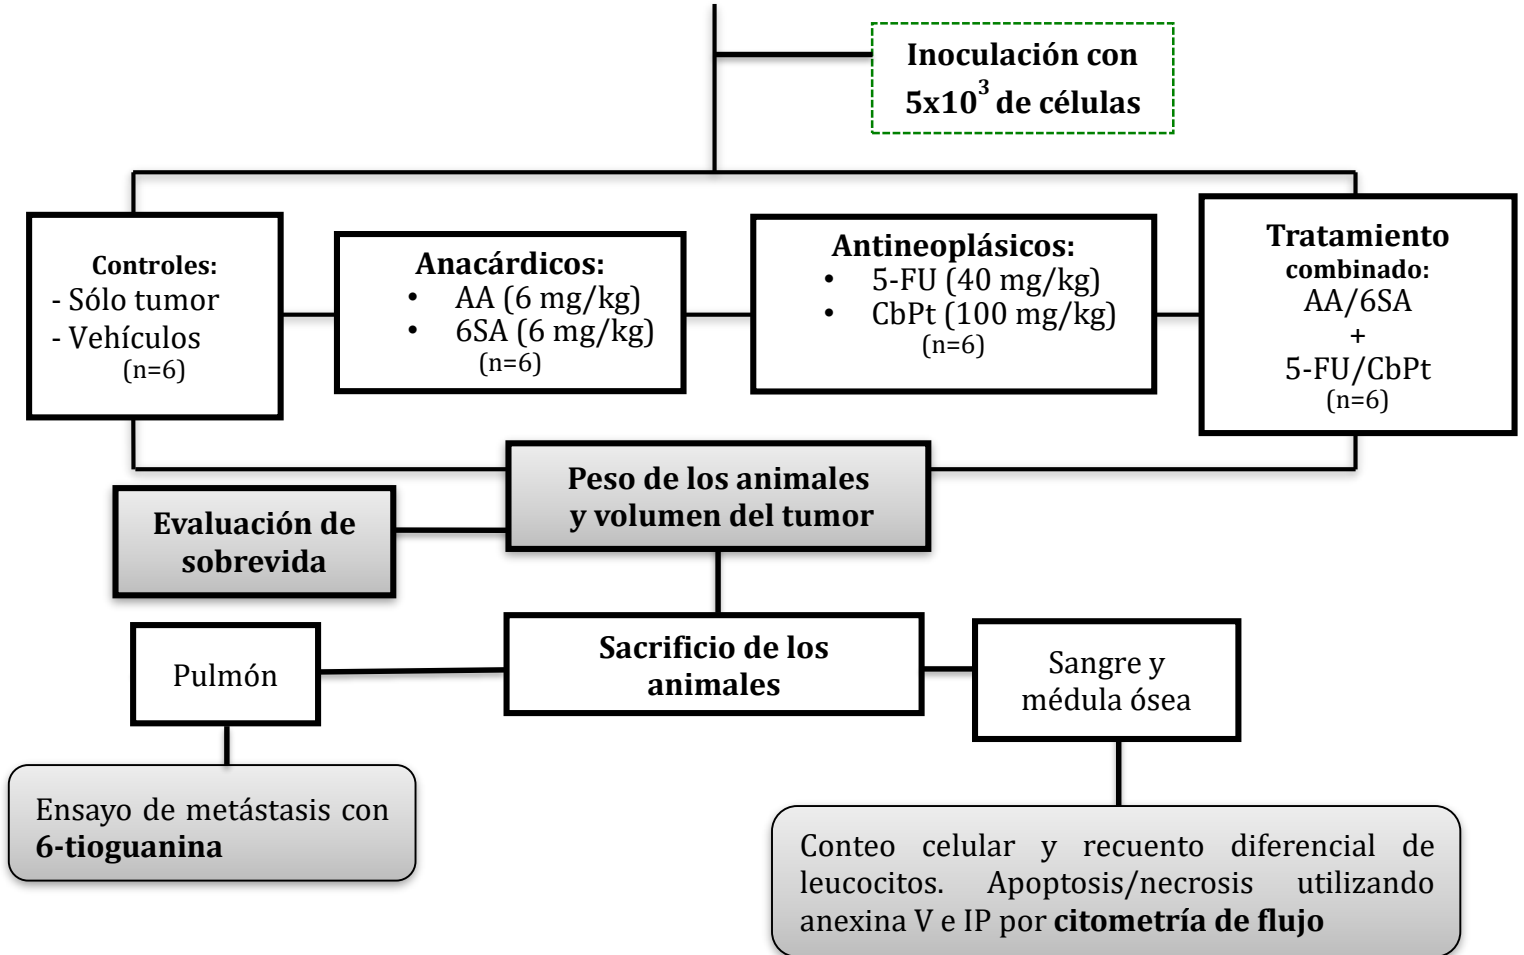 Inoculación con
5x10³ de células
Controles:
- Sólo tumor
- Vehículos
(n=6)
Anacárdicos:
• AA (6 mg/kg)
• 6SA (6 mg/kg)
(n=6)
Antineoplásicos:
• 5-FU (40 mg/kg)
• CbPt (100 mg/kg)
(n=6)
Tratamiento
combinado:
AA/6SA
+
5-FU/CbPt
(n=6)
Peso de los animales
y volumen del tumor
Evaluación de
sobrevida
Sacrificio de los
animales
Pulmón
Sangre y
médula ósea
Ensayo de metástasis con
6-tioguanina
Conteo celular y recuento diferencial de
leucocitos. Apoptosis/necrosis utilizando
anexina V e IP por citometría de flujo